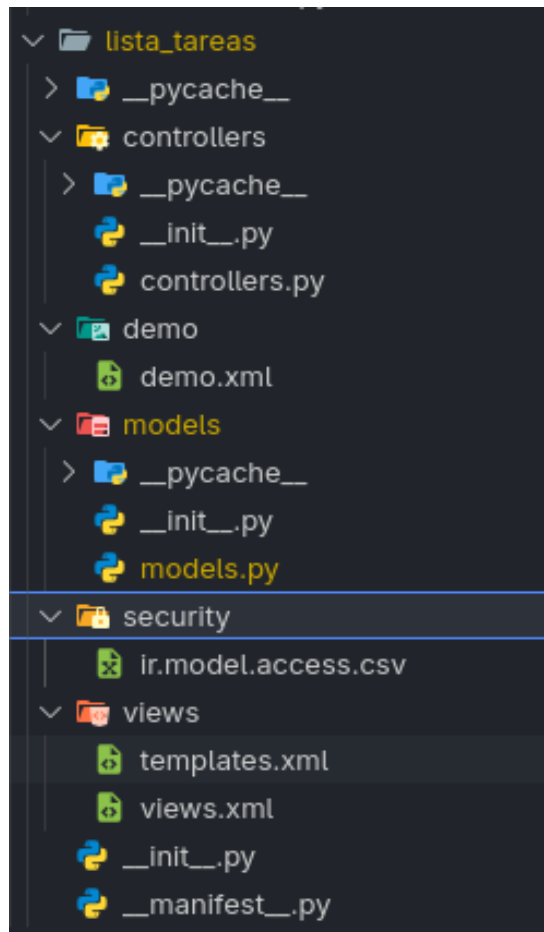 lista_tareas
__pycache__
controllers
__pycache__
__init__.py
controllers.py
demo
demo.xml
models
__pycache__
__init__.py
models.py
security
ir.model.access.csv
views
templates.xml
views.xml
__init__.py
__manifest__.py